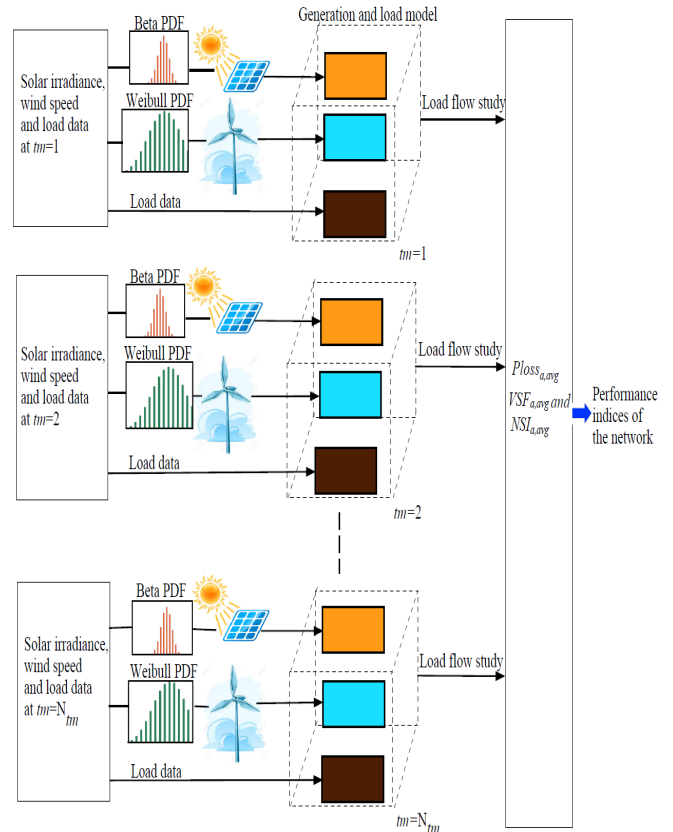 Generation and load model
Beta PDF
Solar irradiance,
wind speed
and load data
at tm=1
Weibull PDF
Load data
Load flow study
tm=1
Beta PDF
Solar irradiance,
wind speed
and load data
at tm=2
Weibull PDF
Load data
Load flow study
tm=2
Beta PDF
Solar irradiance,
wind speed
and load data
at tm=N_tm
Weibull PDF
Load data
Load flow study
tm=N_tm
Ploss_a,avg
VSF_a,avg and
NSI_a,avg
Performance
indices of
the network